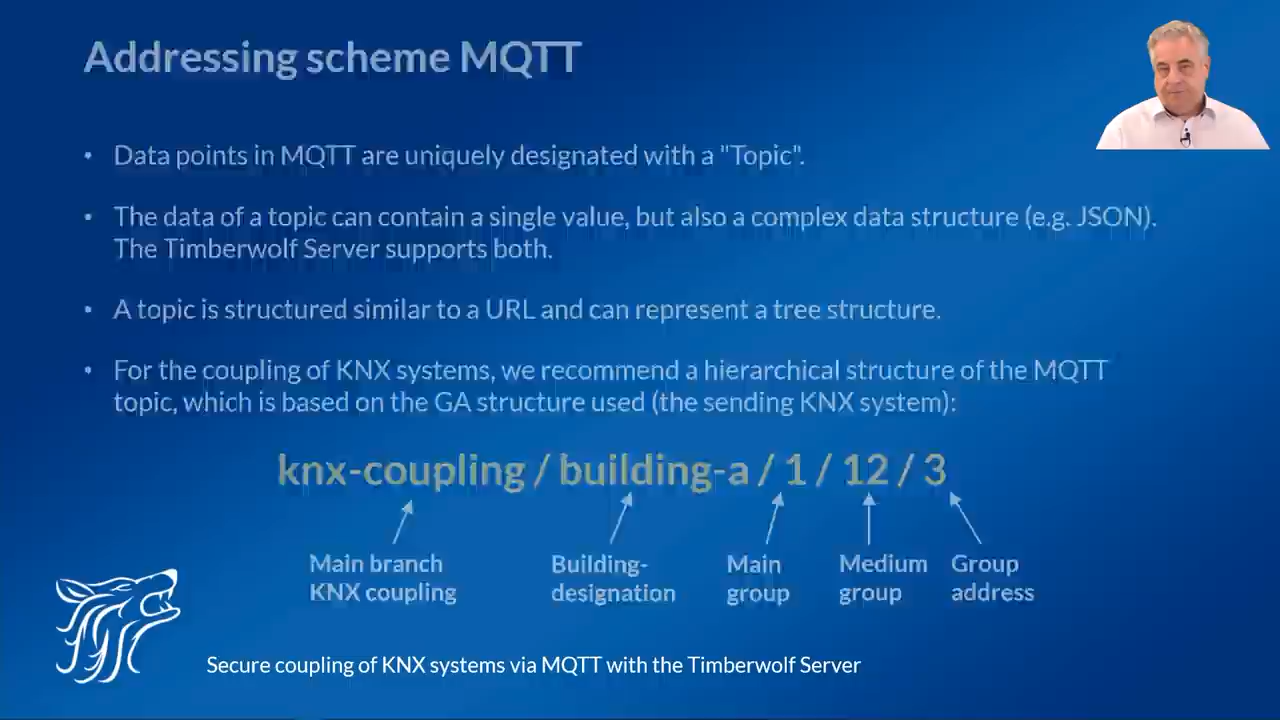 Addressing scheme MQTT
• Data points in MQTT are uniquely designated with a "Topic".
• The data of a topic can contain a single value, but also a complex data structure (e.g. JSON).
The Timberwolf Server supports both.
• A topic is structured similar to a URL and can represent a tree structure.
• For the coupling of KNX systems, we recommend a hierarchical structure of the MQTT
topic, which is based on the GA structure used (the sending KNX system):
knx-coupling / building-a / 1 / 12 / 3
Main branch
KNX coupling
Building-
designation
Main
group
Medium
group
Group
address
Secure coupling of KNX systems via MQTT with the Timberwolf Server